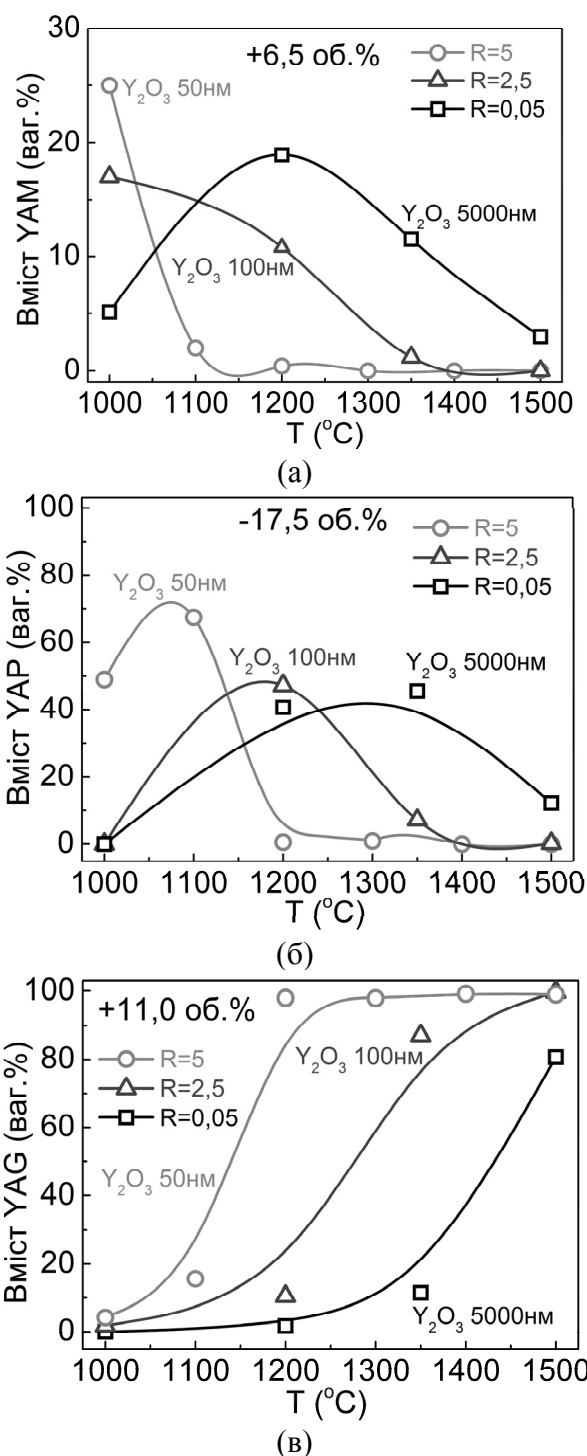 30
+6,5 об.%
R=5
R=2,5
R=0,05
Y₂O₃ 50нм
20
Y₂O₃ 5000нм
Y₂O₃ 100нм
10
0
Вміст YAM (ваг.%)
1000 1100 1200 1300 1400 1500
T (°C)
(а)
100
-17,5 об.%
R=5
R=2,5
R=0,05
80
Y₂O₃ 50нм
60
Y₂O₃ 100нм
Y₂O₃ 5000нм
40
20
0
Вміст YAP (ваг.%)
1000 1100 1200 1300 1400 1500
T (°C)
(б)
100
+11,0 об.%
R=5
R=2,5
R=0,05
Y₂O₃ 100нм
80
60
Y₂O₃ 50нм
40
20
Y₂O₃ 5000нм
0
Вміст YAG (ваг.%)
1000 1100 1200 1300 1400 1500
T (°C)
(в)